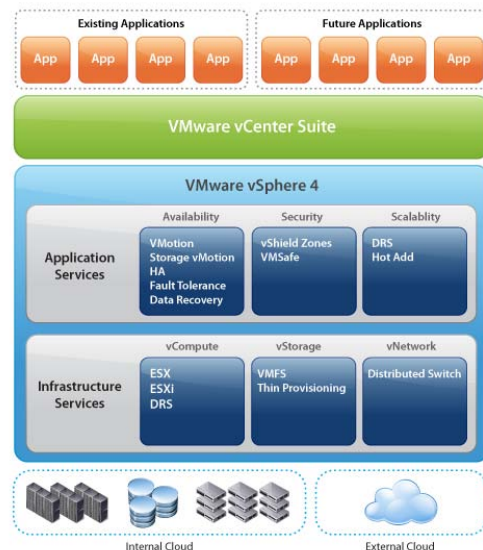 Existing Applications
Future Applications
App App App App
App App App App
VMware vCenter Suite
VMware vSphere 4
Application
Services
Availability
VMotion
Storage vMotion
HA
Fault Tolerance
Data Recovery
Security
vShield Zones
VMSafe
Scalablity
DRS
Hot Add
Infrastructure
Services
vCompute
ESX
ESXi
DRS
vStorage
VMFS
Thin Provisioning
vNetwork
Distributed Switch
Internal Cloud
External Cloud